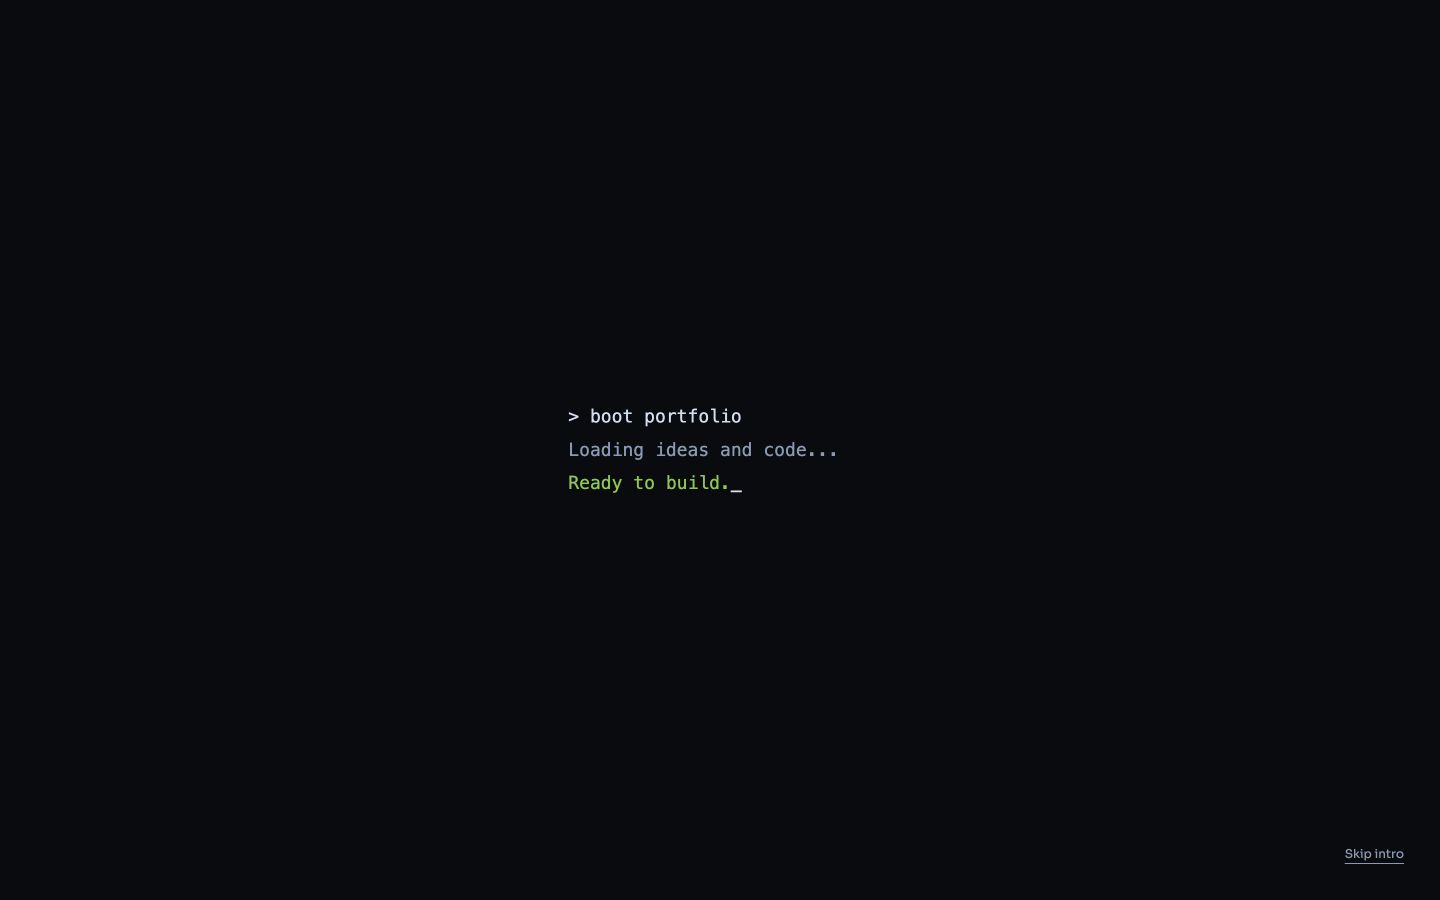 > boot portfolio
Loading ideas and code...
Ready to build._
Skip intro